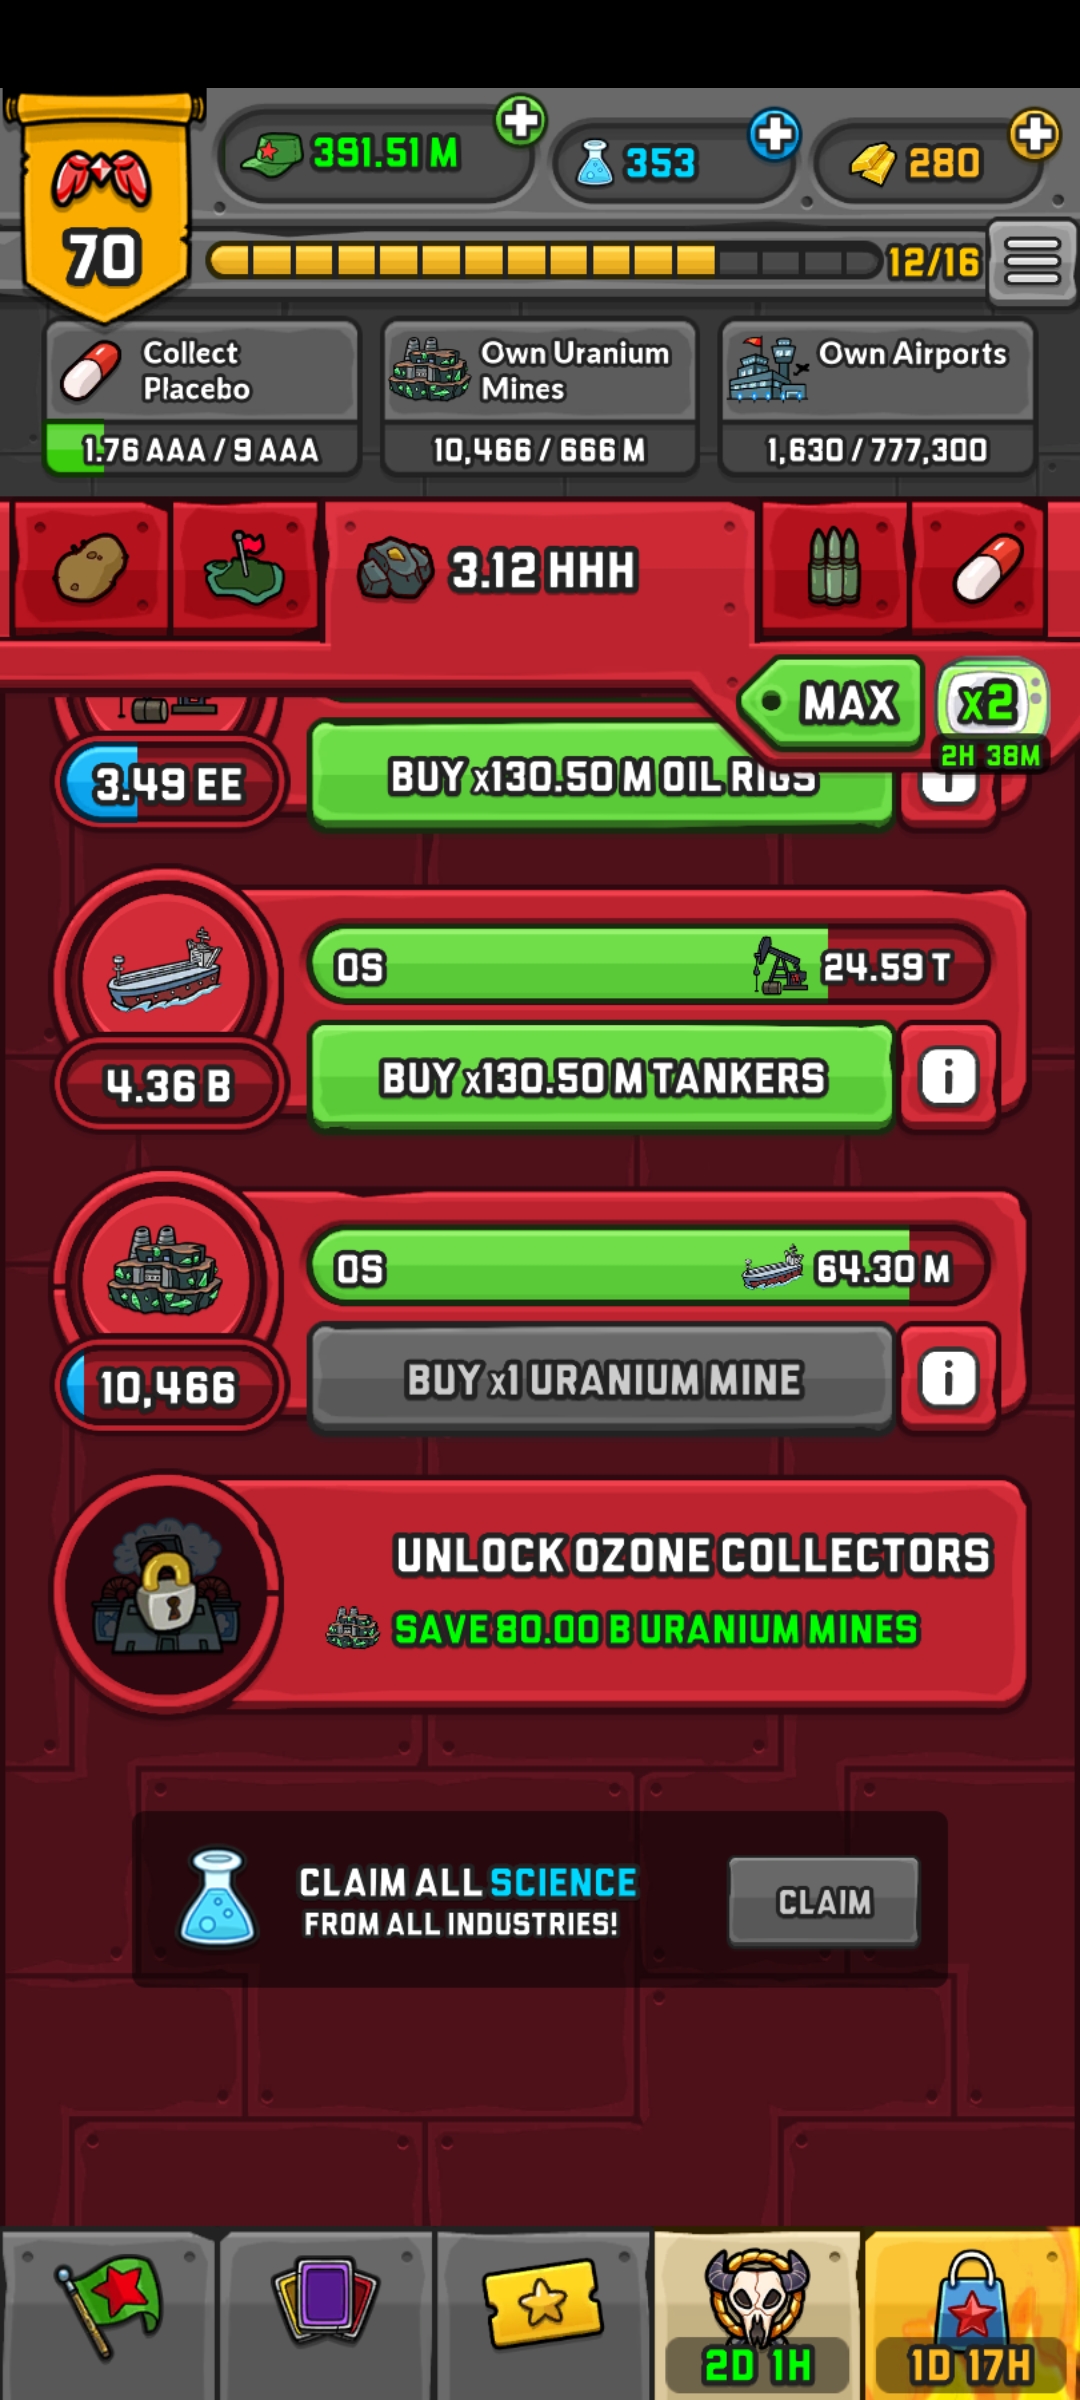 391.51 M
353
280
70
12/16
Collect
Placebo
Own Uranium
Mines
Own Airports
1.76 AAA / 9 AAA
10,466 / 666 M
1,630 / 777,300
3.12 HHH
MAX
x2
2H 38M
3.49 EE
BUY x130.50 M OIL RIGS
0S
24.59 T
4.36 B
BUY x130.50 M TANKERS
i
0S
64.30 M
10,466
BUY x1 URANIUM MINE
i
UNLOCK OZONE COLLECTORS
SAVE 80.00 B URANIUM MINES
CLAIM ALL SCIENCE
FROM ALL INDUSTRIES!
CLAIM
2D 1H
1D 17H